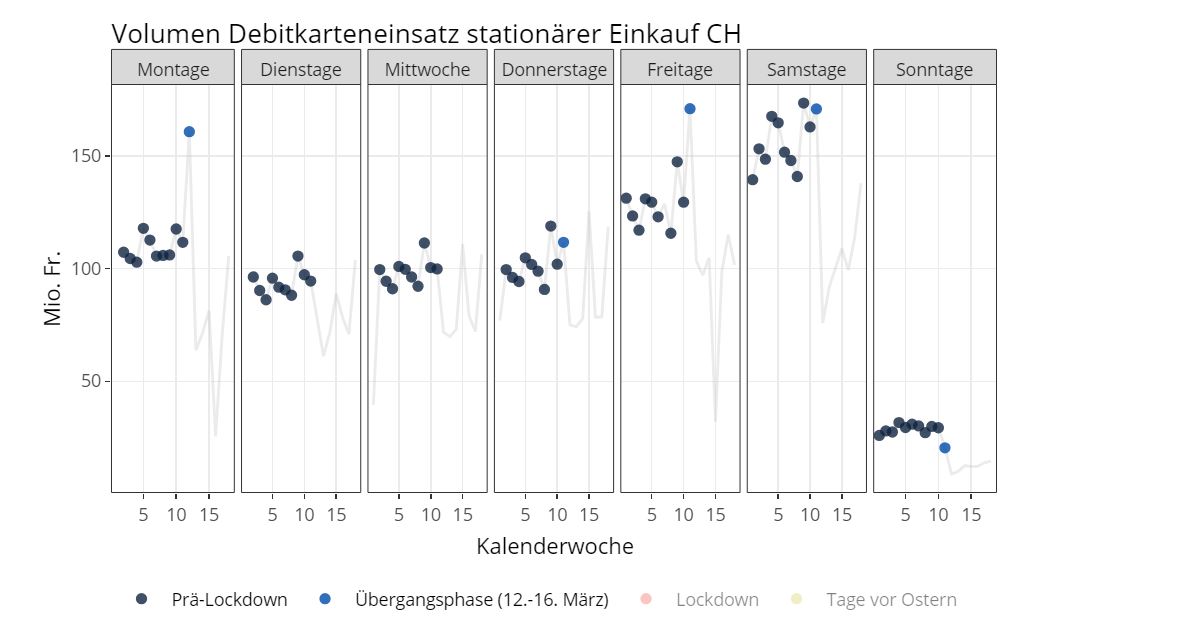 Volumen Debitkarteneinsatz stationärer Einkauf CH
Montage Dienstage Mittwoche Donnerstage Freitage Samstage Sonntage
Mio. Fr.
150
100
50
5 10 15 5 10 15 5 10 15 5 10 15 5 10 15 5 10 15 5 10 15
Kalenderwoche
Prä-Lockdown Übergangsphase (12.-16. März) Lockdown Tage vor Ostern